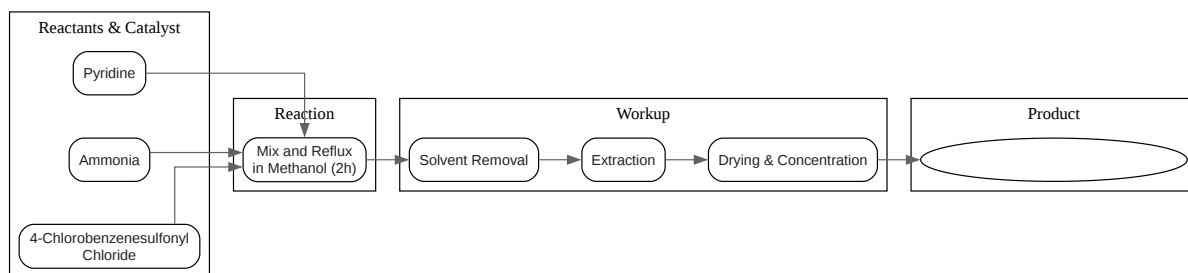 Reactants & Catalyst
Pyridine
Ammonia
4-Chlorobenzenesulfonyl
Chloride
Reaction
Mix and Reflux
in Methanol (2h)
Workup
Solvent Removal
Extraction
Drying & Concentration
Product